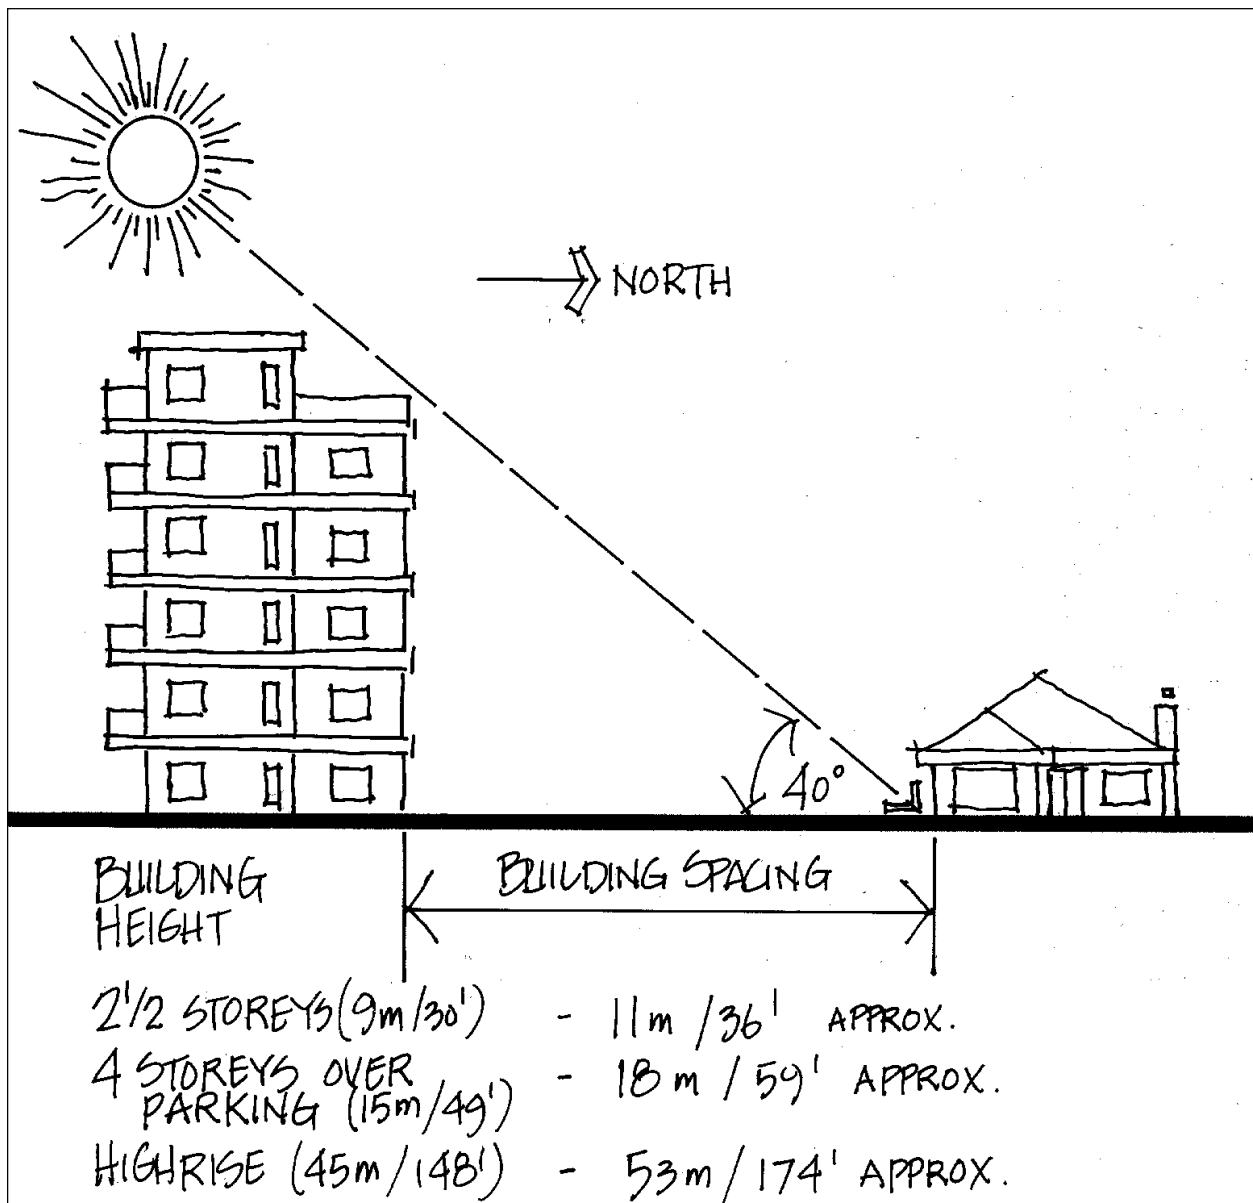 NORTH
40°
BUILDING SPACING
BUILDING
HEIGHT
2 1/2 STOREYS (9m/30') - 11m / 36' APPROX.
4 STOREYS OVER - 18m / 59' APPROX.
PARKING (15m/49')
HIGHRISE (45m/148') - 53m / 174' APPROX.